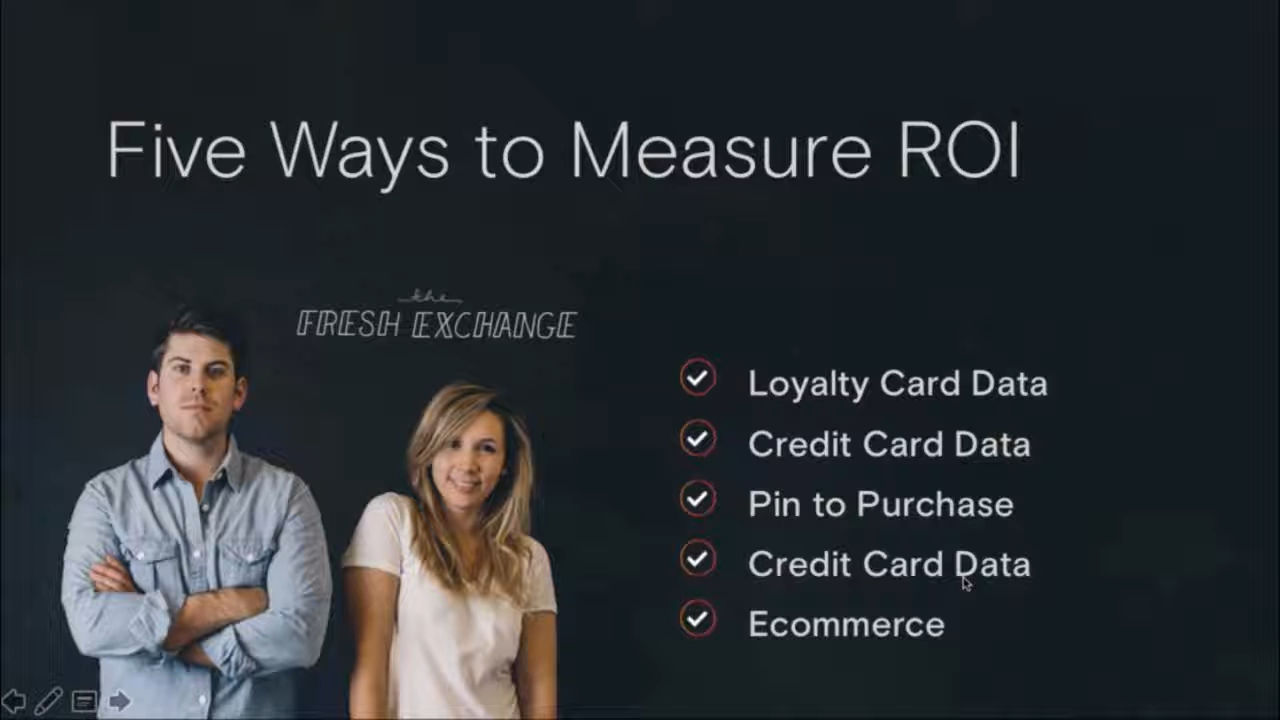 Five Ways to Measure ROI
the
FRESH EXCHANGE
Loyalty Card Data
Credit Card Data
Pin to Purchase
Credit Card Data
Ecommerce